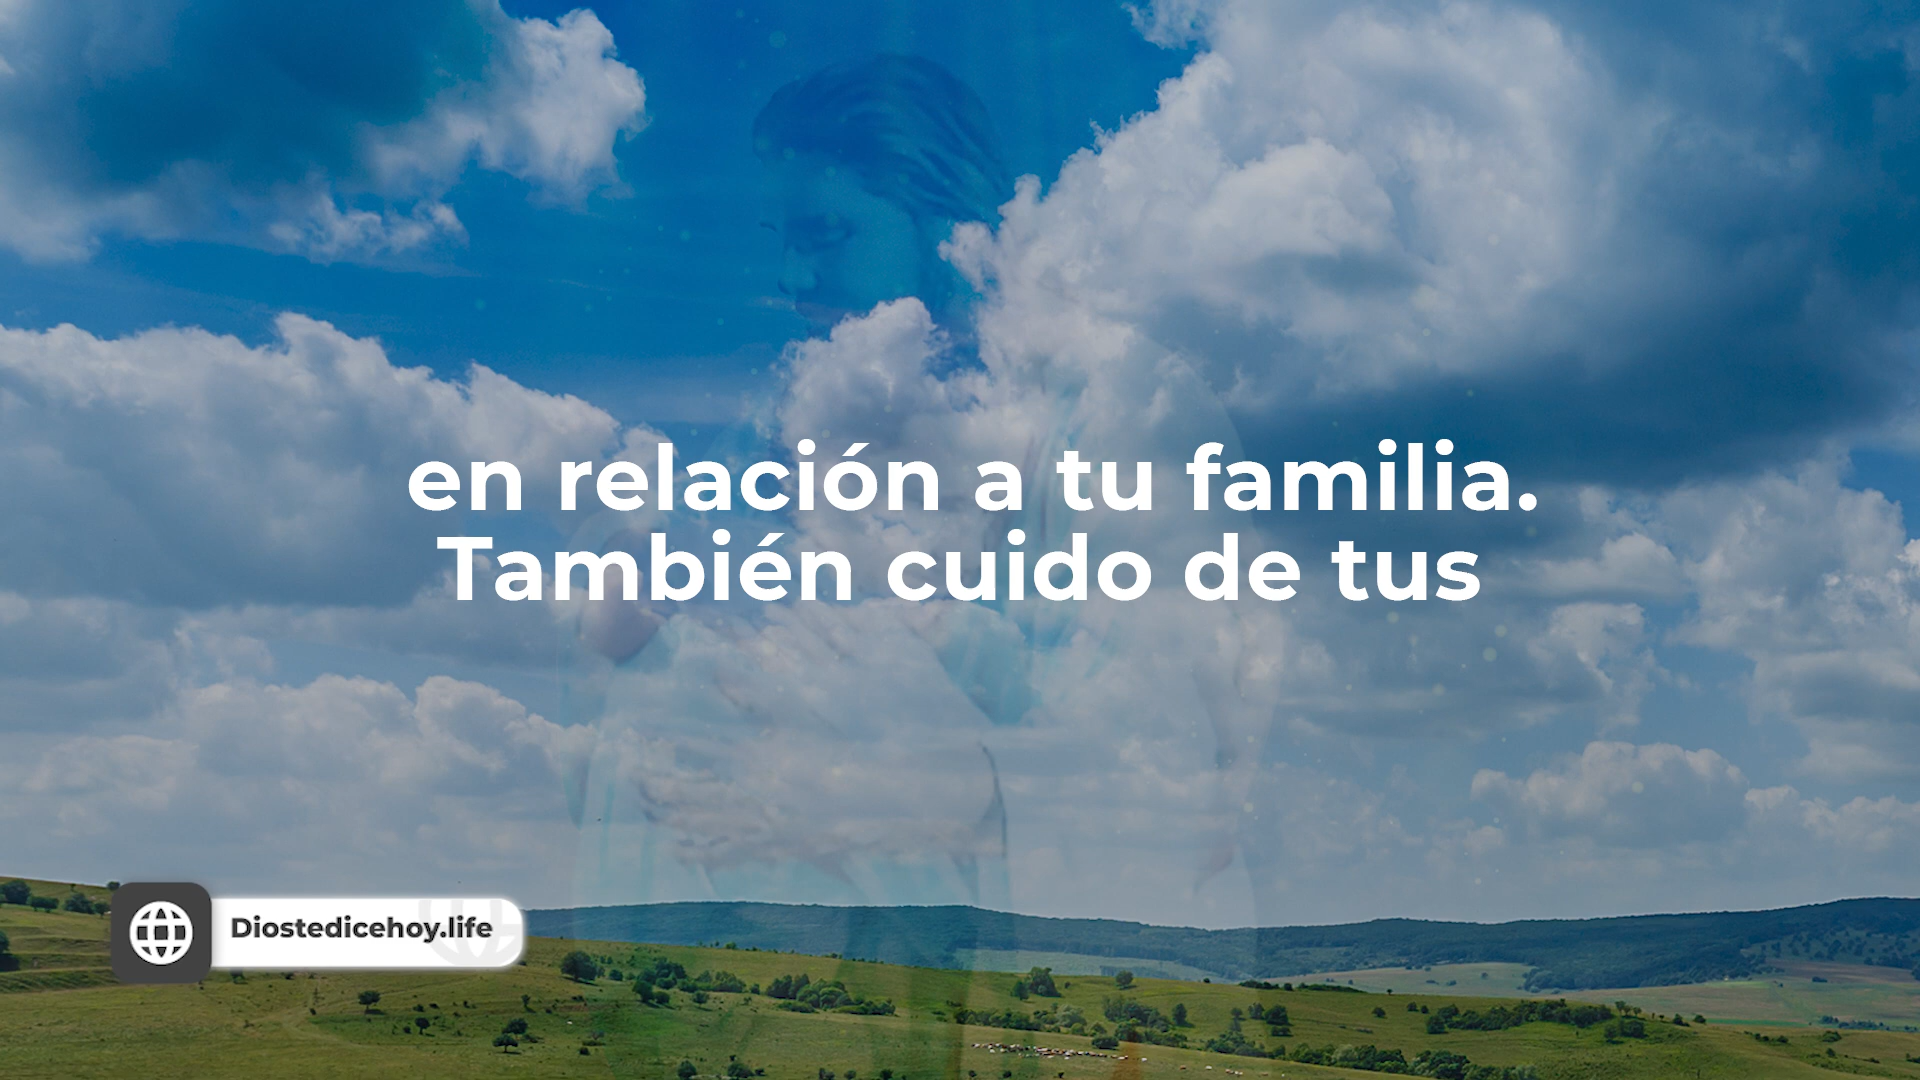 en relación a tu familia.
También cuido de tus
Diostedicehoy.life